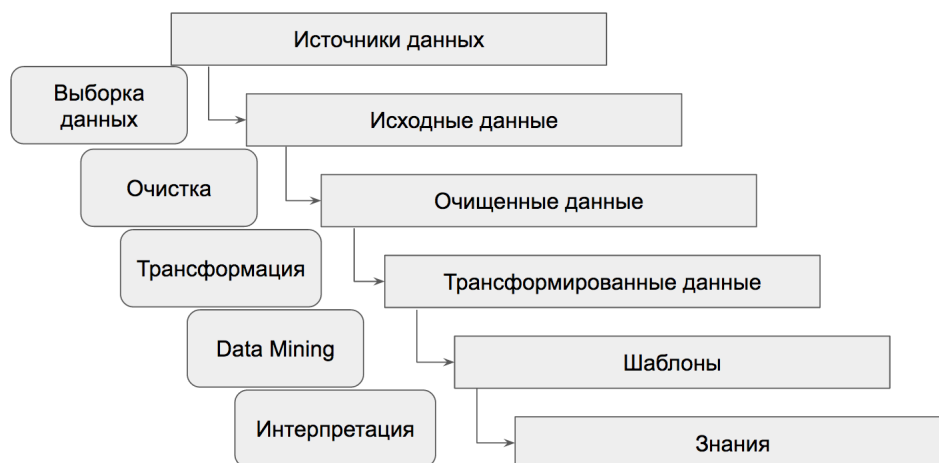 Источники данных
Выборка
данных
Исходные данные
Очистка
Очищенные данные
Трансформация
Трансформированные данные
Data Mining
Шаблоны
Интерпретация
Знания